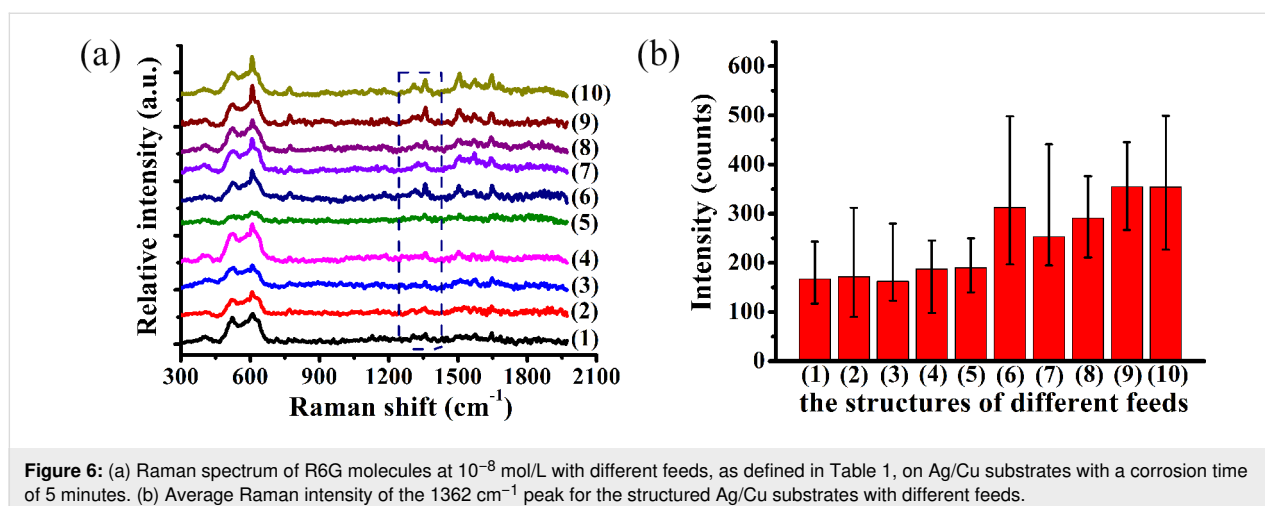 (a)
Relative intensity (a.u.)
(10)
(9)
(8)
(7)
(6)
(5)
(4)
(3)
(2)
(1)
300 600 900 1200 1500 1800 2100
Raman shift (cm⁻¹)
(b)
Intensity (counts)
600
500
400
300
200
100
0
(1) (2) (3) (4) (5) (6) (7) (8) (9) (10)
the structures of different feeds
Figure 6: (a) Raman spectrum of R6G molecules at 10⁻⁸ mol/L with different feeds, as defined in Table 1, on Ag/Cu substrates with a corrosion time
of 5 minutes. (b) Average Raman intensity of the 1362 cm⁻¹ peak for the structured Ag/Cu substrates with different feeds.